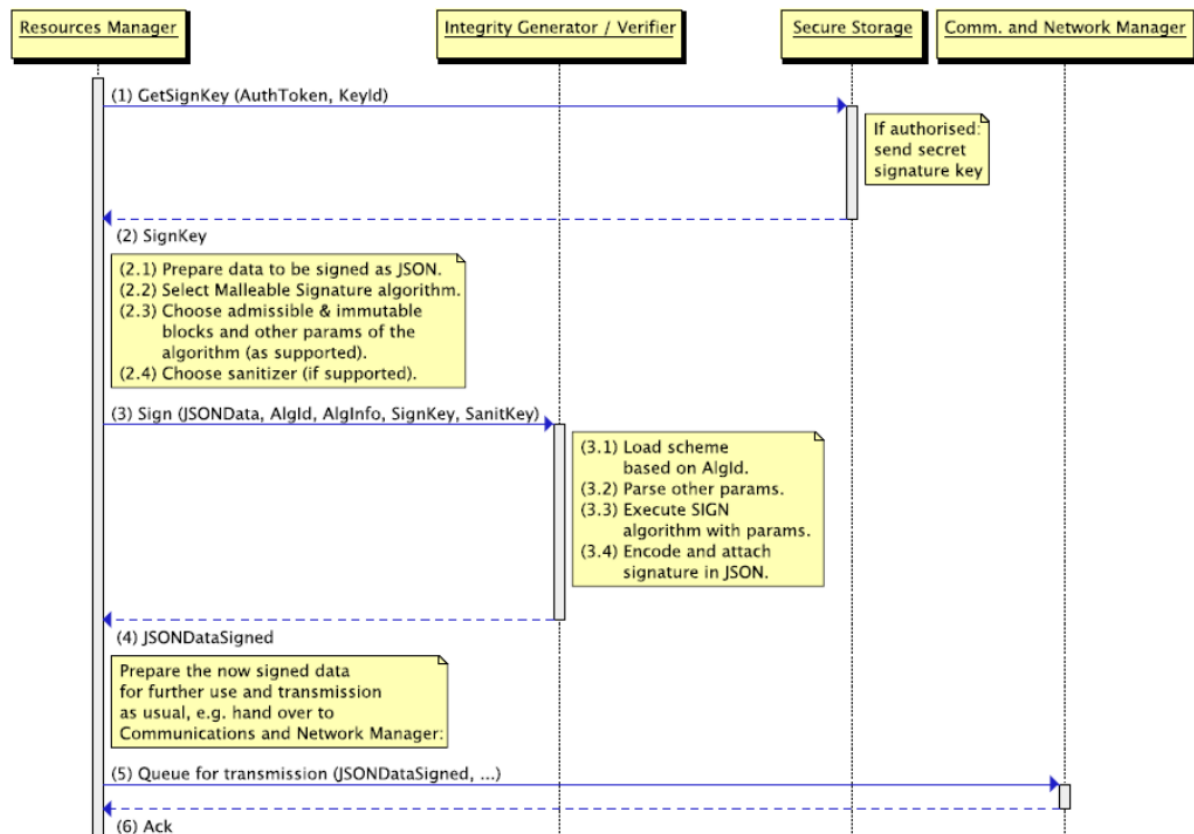 Resources Manager
Integrity Generator / Verifier
Secure Storage
Comm. and Network Manager
(1) GetSignKey (AuthToken, KeyId)
If authorised:
send secret
signature key
(2) SignKey
(2.1) Prepare data to be signed as JSON.
(2.2) Select Malleable Signature algorithm.
(2.3) Choose admissible & immutable
blocks and other params of the
algorithm (as supported).
(2.4) Choose sanitizer (if supported).
(3) Sign (JSONData, AlgId, AlgInfo, SignKey, SanitKey)
(3.1) Load scheme
based on AlgId.
(3.2) Parse other params.
(3.3) Execute SIGN
algorithm with params.
(3.4) Encode and attach
signature in JSON.
(4) JSONDataSigned
Prepare the now signed data
for further use and transmission
as usual, e.g. hand over to
Communications and Network Manager:
(5) Queue for transmission (JSONDataSigned, ...)
(6) Ack